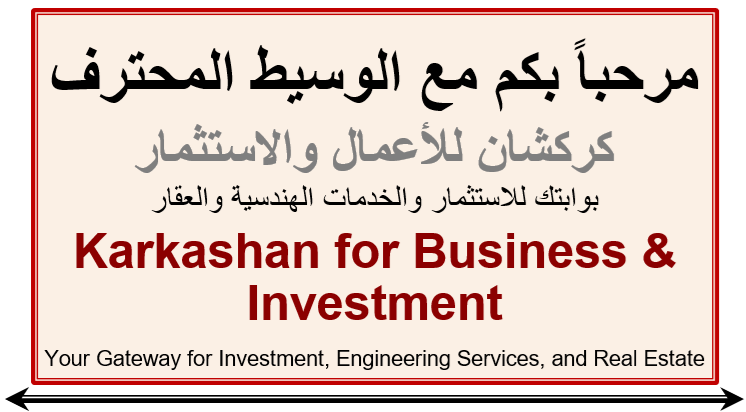 مرحباً بكم مع الوسيط المحترف
كركشان للأعمال والاستثمار
بوابتك للاستثمار والخدمات الهندسية والعقار
Karkashan for Business &
Investment
Your Gateway for Investment, Engineering Services, and Real Estate